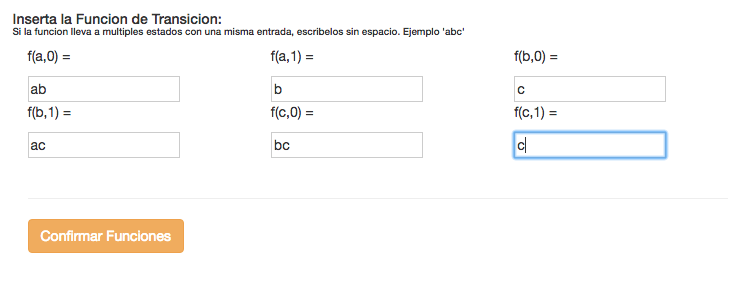 Inserta la Funcion de Transicion:
Si la funcion lleva a multiples estados con una misma entrada, escribelos sin espacio. Ejemplo 'abc'
f(a,0) = f(a,1) = f(b,0) =
ab b c
f(b,1) = f(c,0) = f(c,1) =
ac bc c
Confirmar Funciones